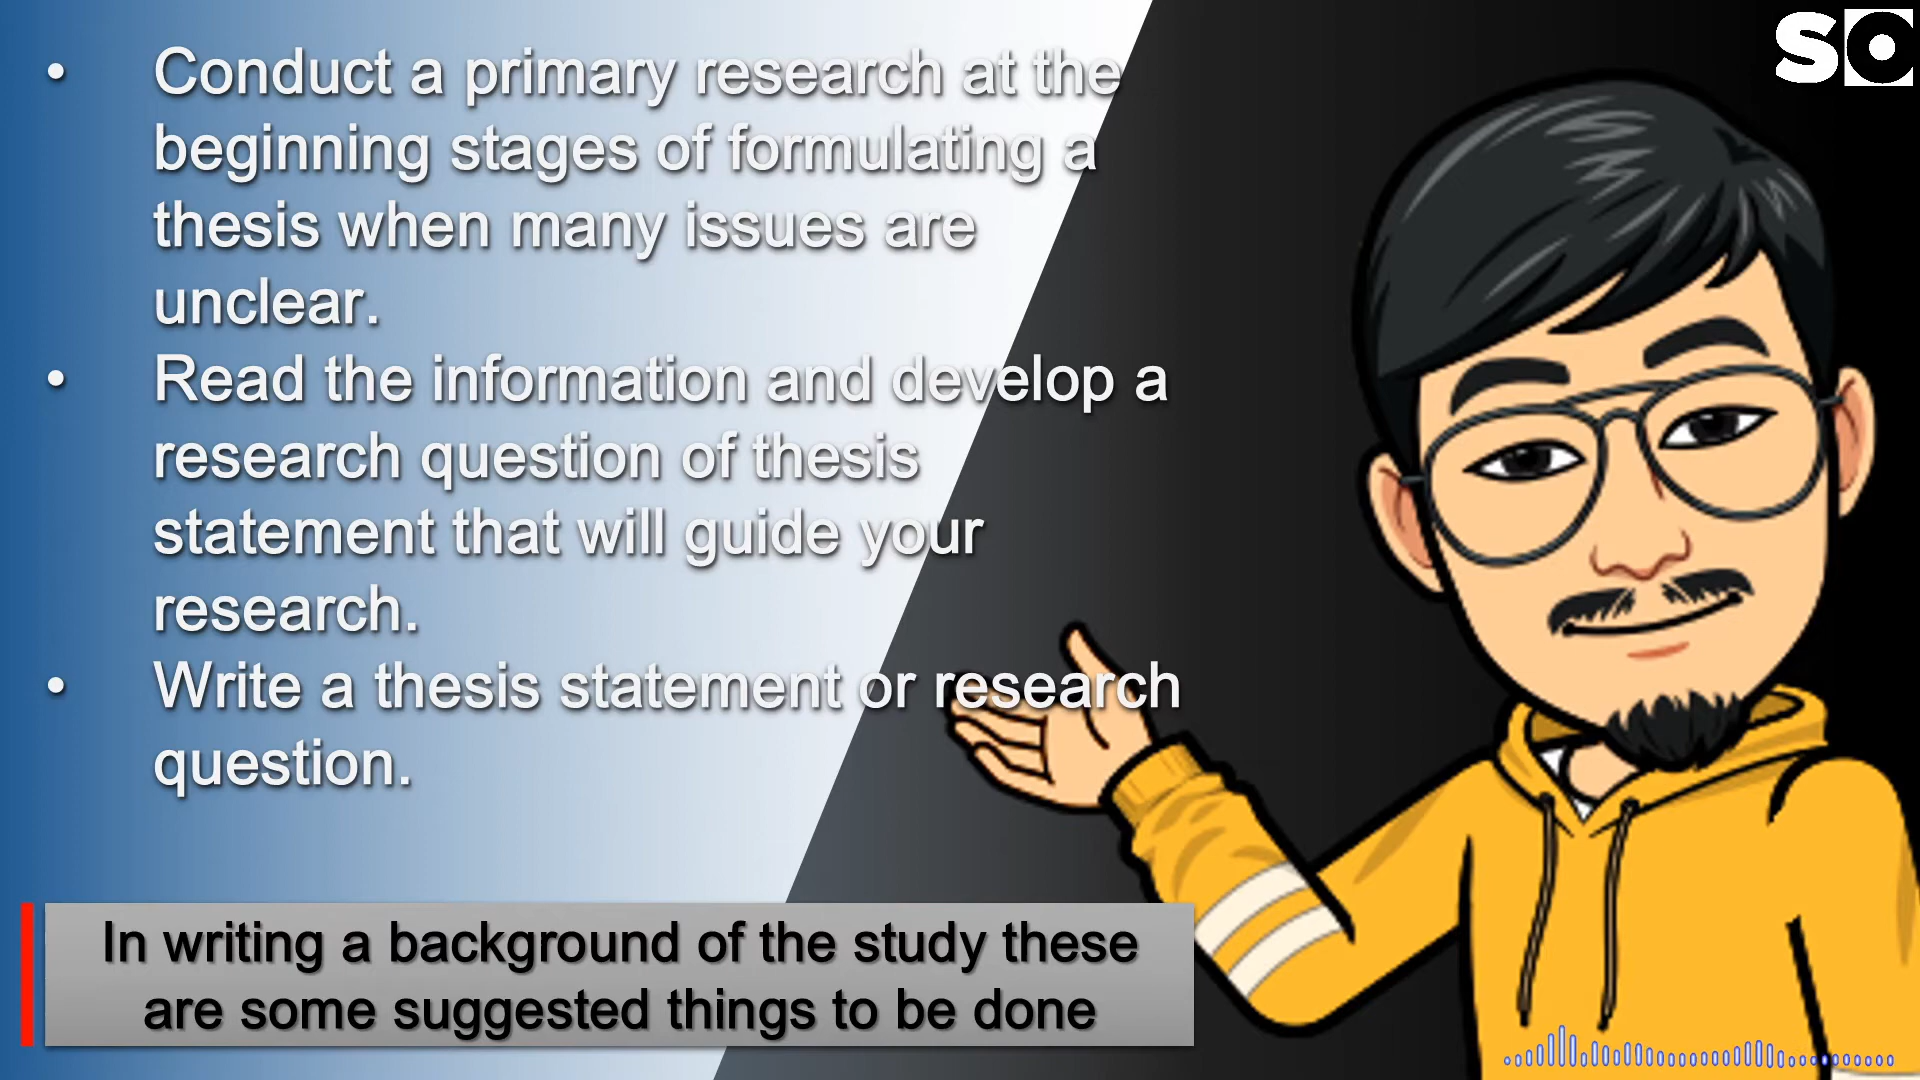 SO
• Conduct a primary research at the
beginning stages of formulating a
thesis when many issues are
unclear.
• Read the information and develop a
research question of thesis
statement that will guide your
research.
• Write a thesis statement or research
question.
In writing a background of the study these
are some suggested things to be done